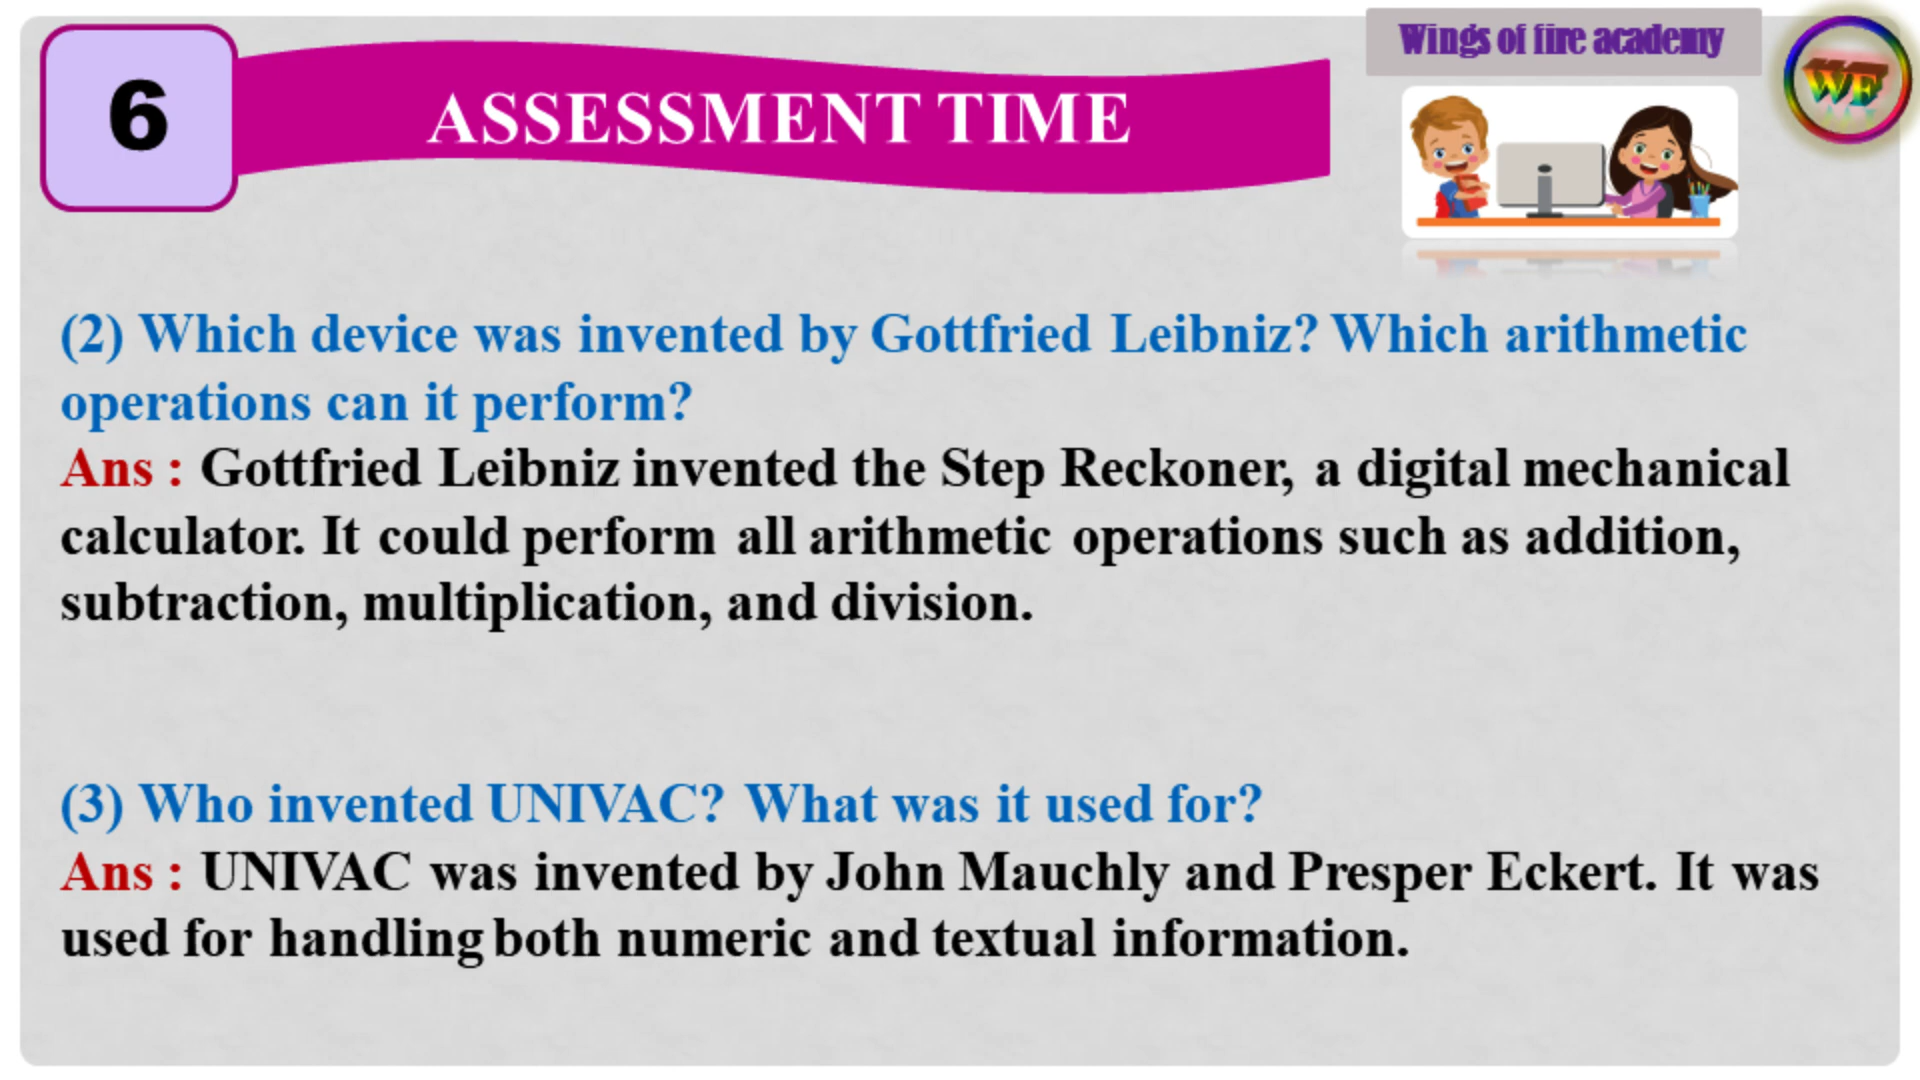 6
ASSESSMENT TIME
Wings of fire academy
WE
(2) Which device was invented by Gottfried Leibniz? Which arithmetic
operations can it perform?
Ans : Gottfried Leibniz invented the Step Reckoner, a digital mechanical
calculator. It could perform all arithmetic operations such as addition,
subtraction, multiplication, and division.
(3) Who invented UNIVAC? What was it used for?
Ans : UNIVAC was invented by John Mauchly and Presper Eckert. It was
used for handling both numeric and textual information.